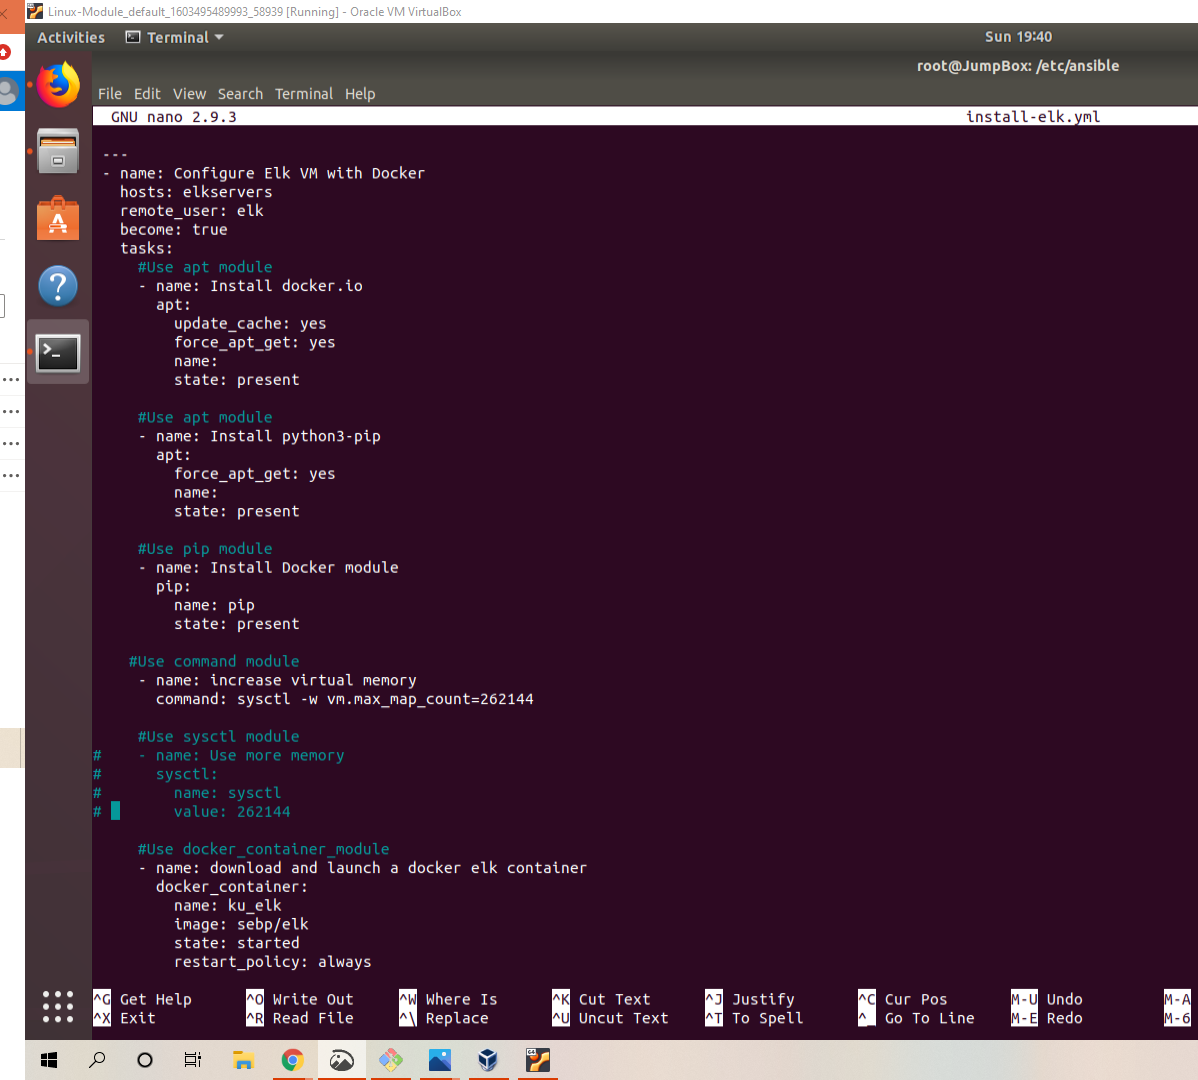 Linux-Module_default_1603495489993_58939 [Running] - Oracle VM VirtualBox
Activities Terminal Sun 19:40
root@JumpBox: /etc/ansible
File Edit View Search Terminal Help
GNU nano 2.9.3 install-elk.yml
---
- name: Configure Elk VM with Docker
  hosts: elkservers
  remote_user: elk
  become: true
  tasks:
    #Use apt module
    - name: Install docker.io
      apt:
        update_cache: yes
        force_apt_get: yes
        name:
        state: present
    #Use apt module
    - name: Install python3-pip
      apt:
        force_apt_get: yes
        name:
        state: present
    #Use pip module
    - name: Install Docker module
      pip:
        name: pip
        state: present
   #Use command module
    - name: increase virtual memory
      command: sysctl -w vm.max_map_count=262144
    #Use sysctl module
#    - name: Use more memory
#      sysctl:
#        name: sysctl
#        value: 262144
    #Use docker_container_module
    - name: download and launch a docker elk container
      docker_container:
        name: ku_elk
        image: sebp/elk
        state: started
        restart_policy: always
^G Get Help ^O Write Out ^W Where Is ^K Cut Text ^J Justify ^C Cur Pos M-U Undo M-A
^X Exit ^R Read File ^\ Replace ^U Uncut Text ^T To Spell ^_ Go To Line M-E Redo M-6